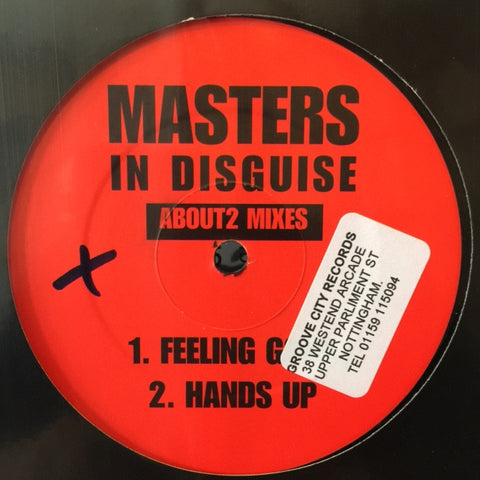 MASTERS
IN DISGUISE
ABOUT2 MIXES
1. FEELING
2. HANDS UP
GROOVE CITY RECORDS
38 WESTEND ARCADE
UPPER PARLIMENT ST
NOTTINGHAM.
TEL 01159 115094